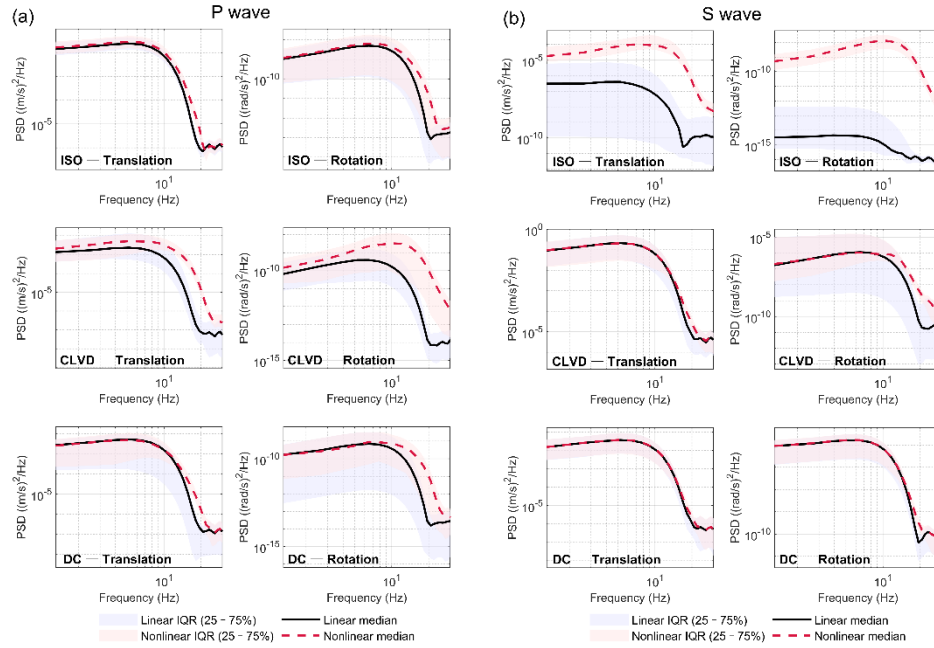 (a)
P wave
(b)
S wave
PSD ((m/s)²/Hz)
10⁻⁵
ISO — Translation
10¹
Frequency (Hz)
PSD ((rad/s)²/Hz)
10⁻¹⁰
ISO — Rotation
10¹
Frequency (Hz)
PSD ((m/s)²/Hz)
10⁻⁵
10⁻¹⁰
ISO — Translation
10¹
Frequency (Hz)
PSD ((rad/s)²/Hz)
10⁻¹⁰
10⁻¹⁵
ISO — Rotation
10¹
Frequency (Hz)
PSD ((m/s)²/Hz)
10⁻⁵
CLVD — Translation
10¹
Frequency (Hz)
PSD ((rad/s)²/Hz)
10⁻¹⁰
10⁻¹⁵
CLVD — Rotation
10¹
Frequency (Hz)
PSD ((m/s)²/Hz)
10⁰
10⁻⁵
CLVD — Translation
10¹
Frequency (Hz)
PSD ((rad/s)²/Hz)
10⁻⁵
10⁻¹⁰
CLVD — Rotation
10¹
Frequency (Hz)
PSD ((m/s)²/Hz)
10⁻⁵
DC — Translation
10¹
Frequency (Hz)
PSD ((rad/s)²/Hz)
10⁻¹⁰
10⁻¹⁵
DC — Rotation
10¹
Frequency (Hz)
PSD ((m/s)²/Hz)
10⁻⁵
DC — Translation
10¹
Frequency (Hz)
PSD ((rad/s)²/Hz)
10⁻¹⁰
DC — Rotation
10¹
Frequency (Hz)
Linear IQR (25 – 75%)
Linear median
Nonlinear IQR (25 – 75%)
Nonlinear median
Linear IQR (25 – 75%)
Linear median
Nonlinear IQR (25 – 75%)
Nonlinear median